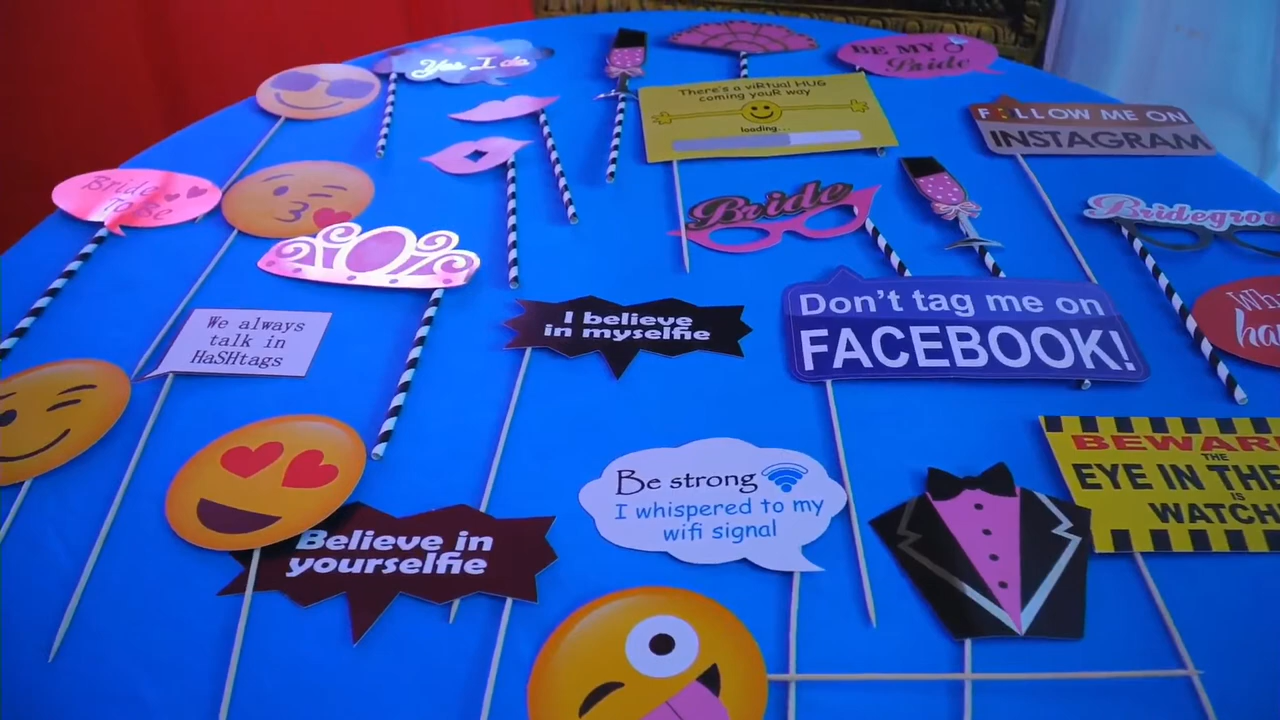 Yes I do
BE MY
Bride
There's a viRtual HUG
coming youR way
loading...
FOLLOW ME ON
INSTAGRAM
Bride
To Be
Bride
We always
talk in
HaSHtags
I believe
in myselfie
Don't tag me on
FACEBOOK!
BEWAR
THE
EYE IN THE
IS
WATCH
Be strong
I whispered to my
wifi signal
Believe in
yourselfie